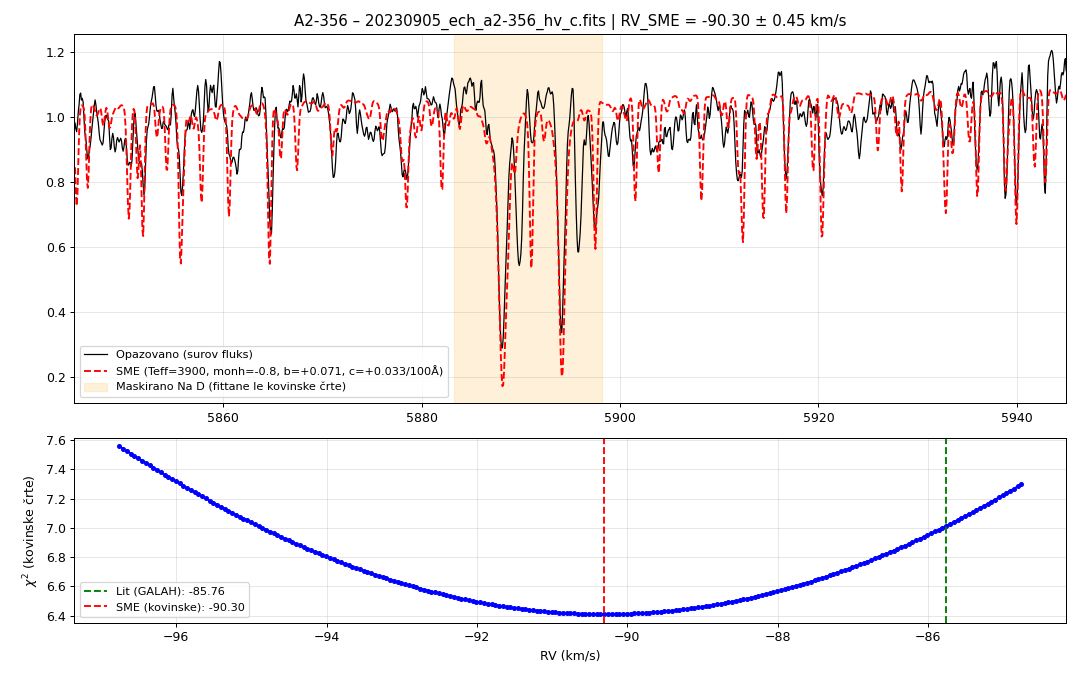 A2-356 – 20230905_ech_a2-356_hv_c.fits | RV_SME = -90.30 ± 0.45 km/s
1.2
1.0
0.8
0.6
0.4
0.2
Opazovano (surov fluks)
SME (Teff=3900, monh=-0.8, b=+0.071, c=+0.033/100Å)
Maskirano Na D (fittane le kovinske črte)
5860 5880 5900 5920 5940
7.6
7.4
7.2
7.0
6.8
6.6
6.4
χ² (kovinske črte)
Lit (GALAH): -85.76
SME (kovinske): -90.30
−96 −94 −92 −90 −88 −86
RV (km/s)